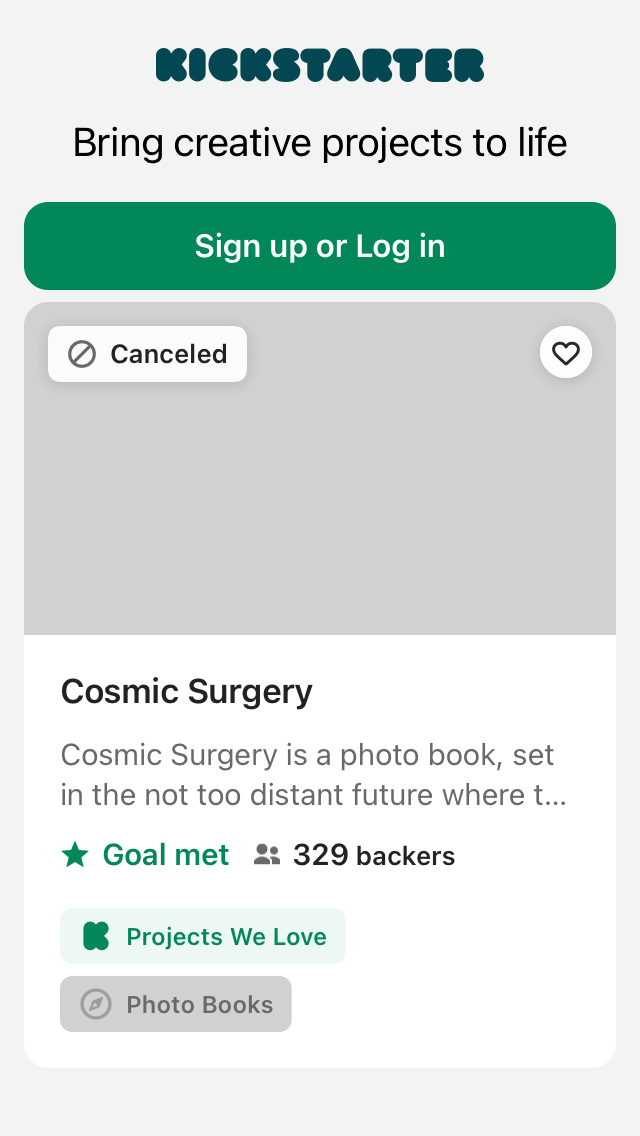 KICKSTARTER
Bring creative projects to life
Sign up or Log in
Canceled
Cosmic Surgery
Cosmic Surgery is a photo book, set
in the not too distant future where t...
Goal met 329 backers
Projects We Love
Photo Books